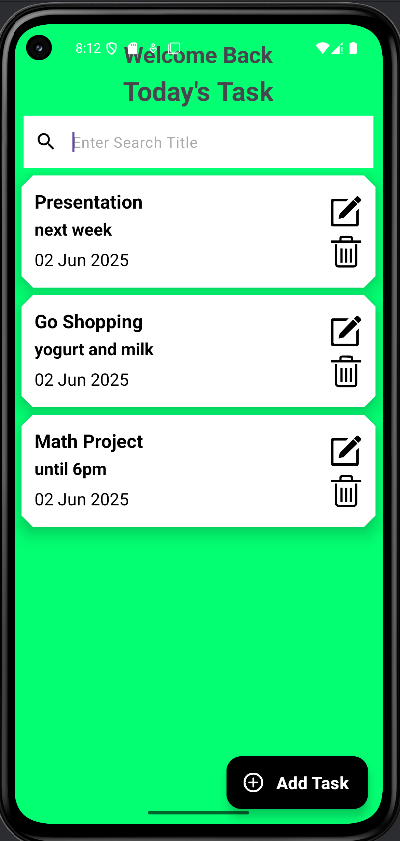 8:12
Welcome Back
Today's Task
Enter Search Title
Presentation
next week
02 Jun 2025
Go Shopping
yogurt and milk
02 Jun 2025
Math Project
until 6pm
02 Jun 2025
Add Task